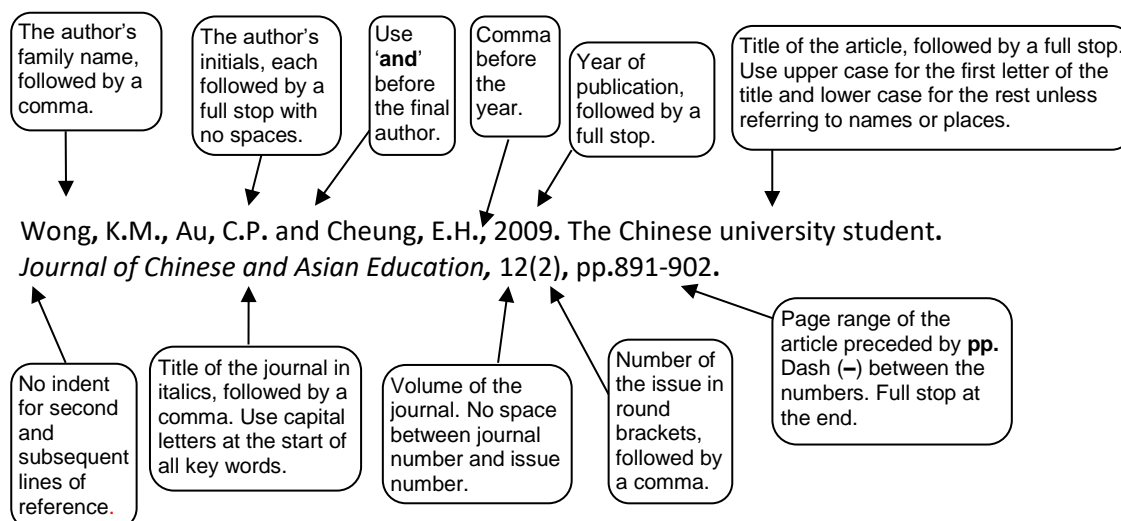 The author's
family name,
followed by a
comma.
The author's
initials, each
followed by a
full stop with
no spaces.
Use
'and'
before
the final
author.
Comma
before
the
year.
Year of
publication,
followed by a
full stop.
Title of the article, followed by a full stop.
Use upper case for the first letter of the
title and lower case for the rest unless
referring to names or places.
Wong, K.M., Au, C.P. and Cheung, E.H., 2009. The Chinese university student.
Journal of Chinese and Asian Education, 12(2), pp.891-902.
No indent
for second
and
subsequent
lines of
reference.
Title of the journal in
italics, followed by a
comma. Use capital
letters at the start of
all key words.
Volume of the
journal. No space
between journal
number and issue
number.
Number of
the issue in
round
brackets,
followed by
a comma.
Page range of the
article preceded by pp.
Dash (–) between the
numbers. Full stop at
the end.